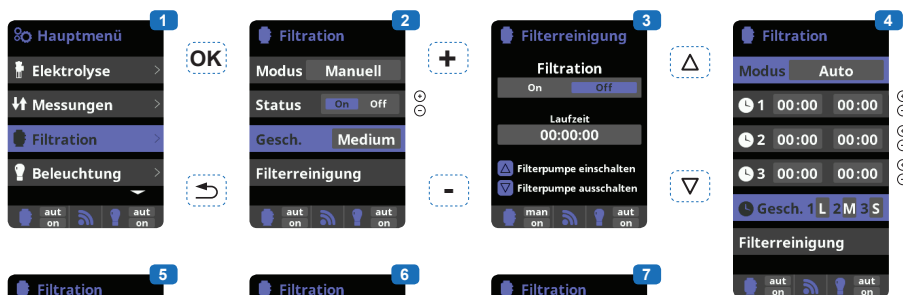 1
Hauptmenü
Elektrolyse
Messungen
Filtration
Beleuchtung
aut
on
aut
on
OK
2
Filtration
Modus Manuell
Status On Off
Gesch. Medium
Filterreinigung
aut
on
aut
on
+
-
3
Filterreinigung
Filtration
On Off
Laufzeit
00:00:00
Filterpumpe einschalten
Filterpumpe ausschalten
man
on
aut
on
4
Filtration
Modus Auto
1 00:00 00:00
2 00:00 00:00
3 00:00 00:00
Gesch. 1 L 2 M 3 S
Filterreinigung
aut
on
aut
on
5
Filtration
6
Filtration
7
Filtration